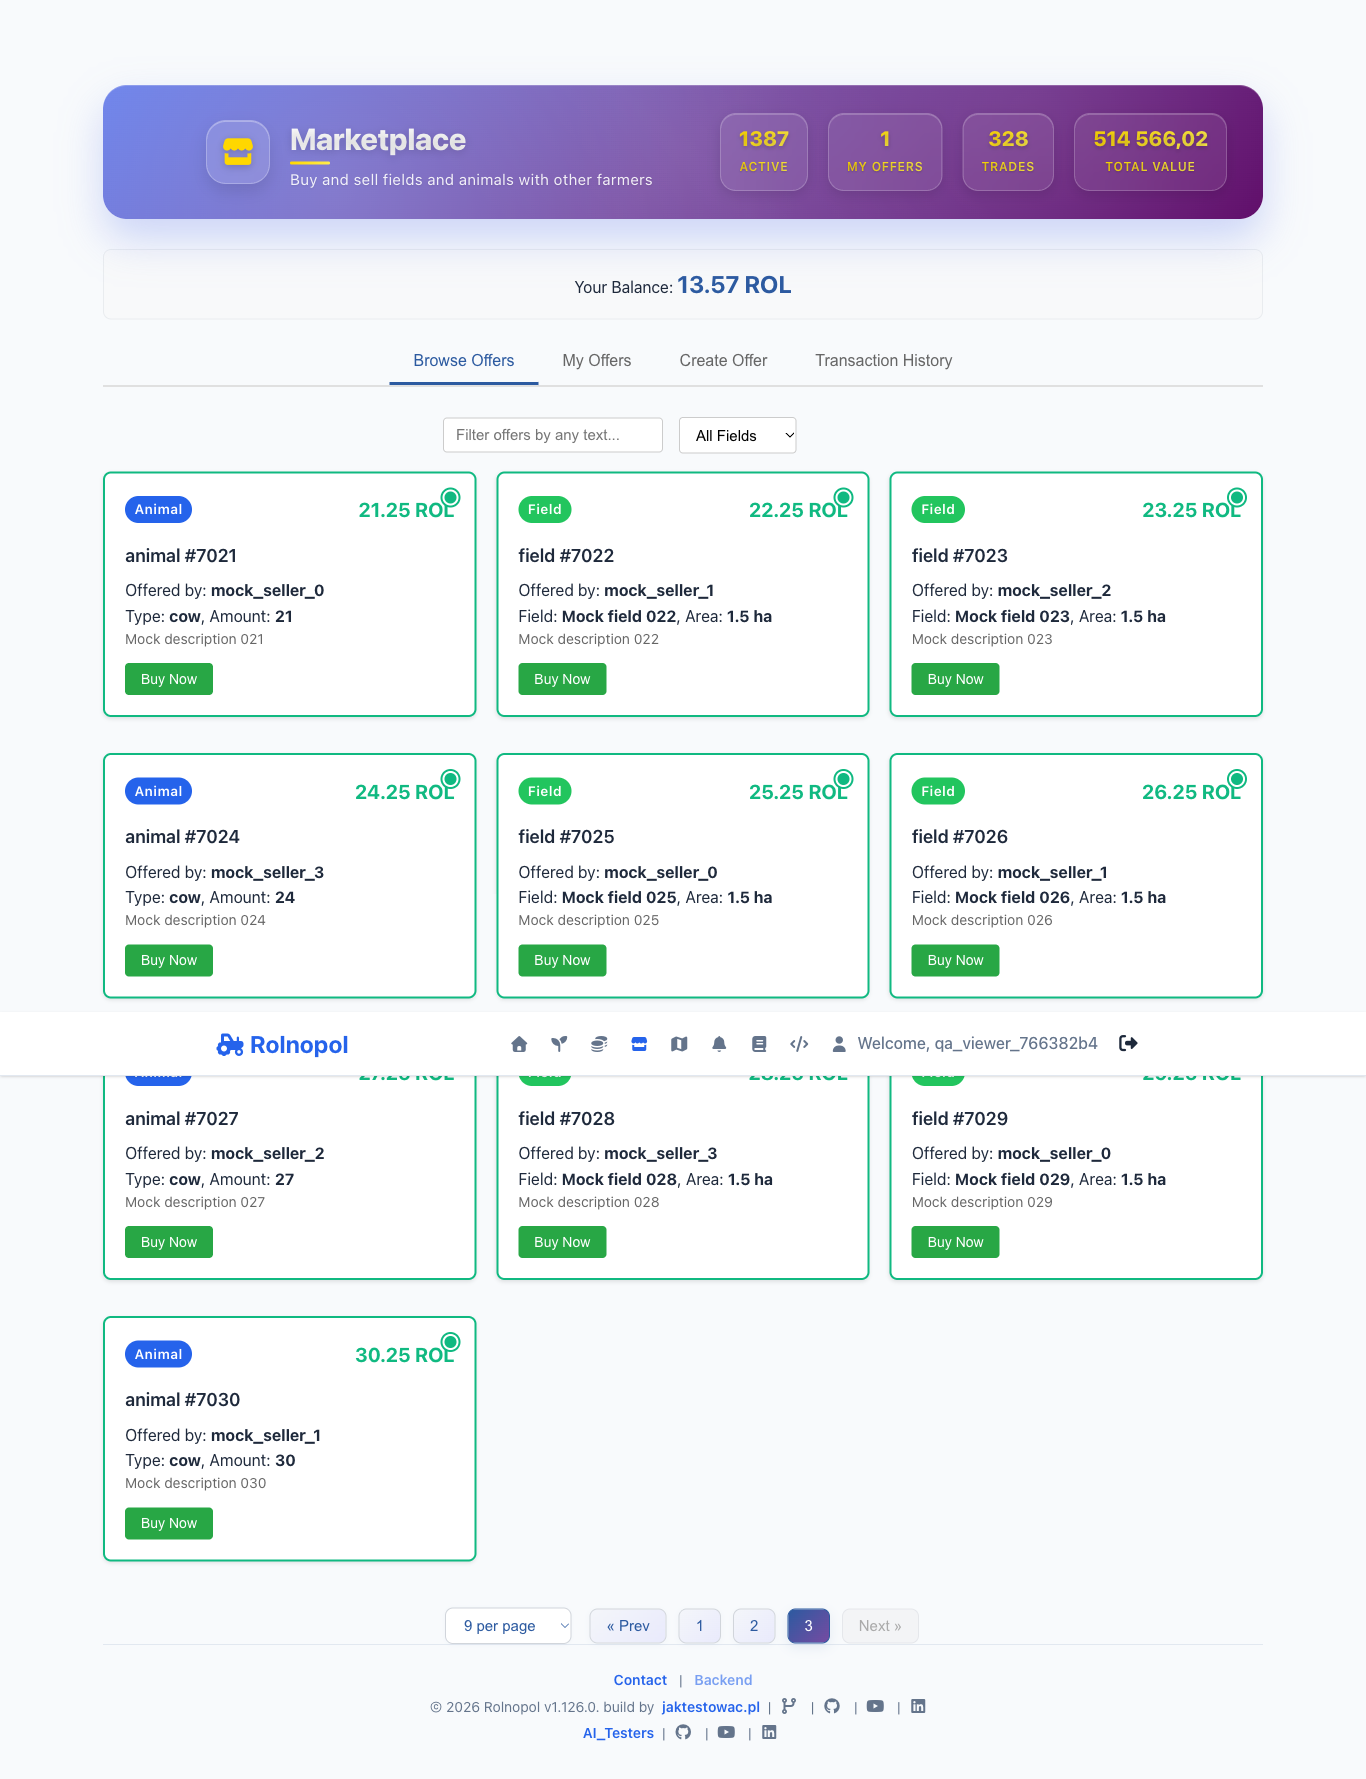 Marketplace
Buy and sell fields and animals with other farmers
1387
ACTIVE
1
MY OFFERS
328
TRADES
514 566,02
TOTAL VALUE
Your Balance: 13.57 ROL
Browse Offers
My Offers
Create Offer
Transaction History
Filter offers by any text...
All Fields
Animal
21.25 ROL
animal #7021
Offered by: mock_seller_0
Type: cow, Amount: 21
Mock description 021
Buy Now
Field
22.25 ROL
field #7022
Offered by: mock_seller_1
Field: Mock field 022, Area: 1.5 ha
Mock description 022
Buy Now
Field
23.25 ROL
field #7023
Offered by: mock_seller_2
Field: Mock field 023, Area: 1.5 ha
Mock description 023
Buy Now
Animal
24.25 ROL
animal #7024
Offered by: mock_seller_3
Type: cow, Amount: 24
Mock description 024
Buy Now
Field
25.25 ROL
field #7025
Offered by: mock_seller_0
Field: Mock field 025, Area: 1.5 ha
Mock description 025
Buy Now
Field
26.25 ROL
field #7026
Offered by: mock_seller_1
Field: Mock field 026, Area: 1.5 ha
Mock description 026
Buy Now
Rolnopol
Welcome, qa_viewer_766382b4
animal #7027
Offered by: mock_seller_2
Type: cow, Amount: 27
Mock description 027
Buy Now
field #7028
Offered by: mock_seller_3
Field: Mock field 028, Area: 1.5 ha
Mock description 028
Buy Now
field #7029
Offered by: mock_seller_0
Field: Mock field 029, Area: 1.5 ha
Mock description 029
Buy Now
Animal
30.25 ROL
animal #7030
Offered by: mock_seller_1
Type: cow, Amount: 30
Mock description 030
Buy Now
9 per page
« Prev
1
2
3
Next »
Contact | Backend
© 2026 Rolnopol v1.126.0. build by jaktestowac.pl | | | |
AI_Testers | | |